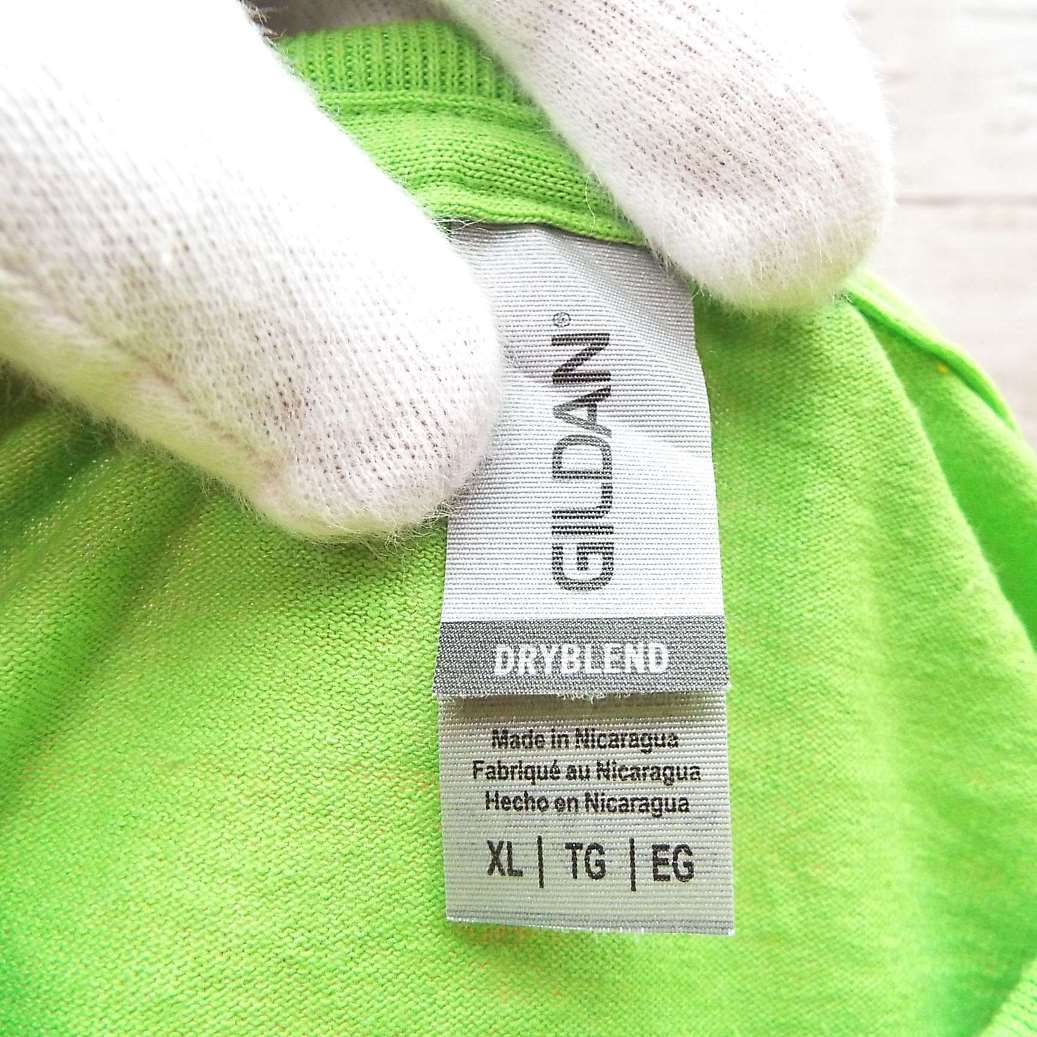 GILDAN®
DRYBLEND
Made in Nicaragua
Fabriqué au Nicaragua
Hecho en Nicaragua
XL | TG | EG